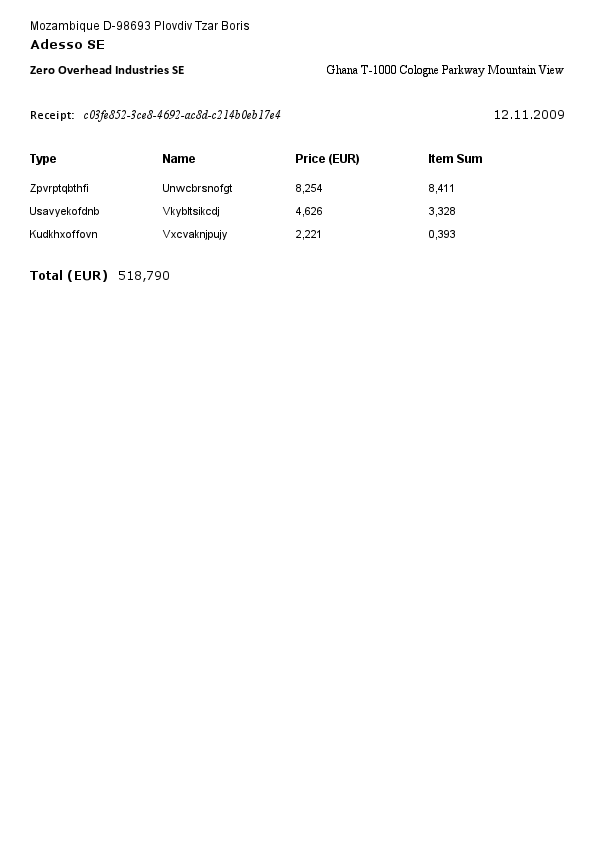 Mozambique D-98693 Plovdiv Tzar Boris
Adesso SE
Zero Overhead Industries SE Ghana T-1000 Cologne Parkway Mountain View
Receipt: c03fe852-3ce8-4692-ac8d-c214b0eb17e4 12.11.2009
Type Name Price (EUR) Item Sum
Zpvrptqbthfi Unwcbrsnofgt 8,254 8,411
Usavyekofdnb Vkybltsikcdj 4,626 3,328
Kudkhxoffovn Vxcvaknjpujy 2,221 0,393
Total (EUR) 518,790